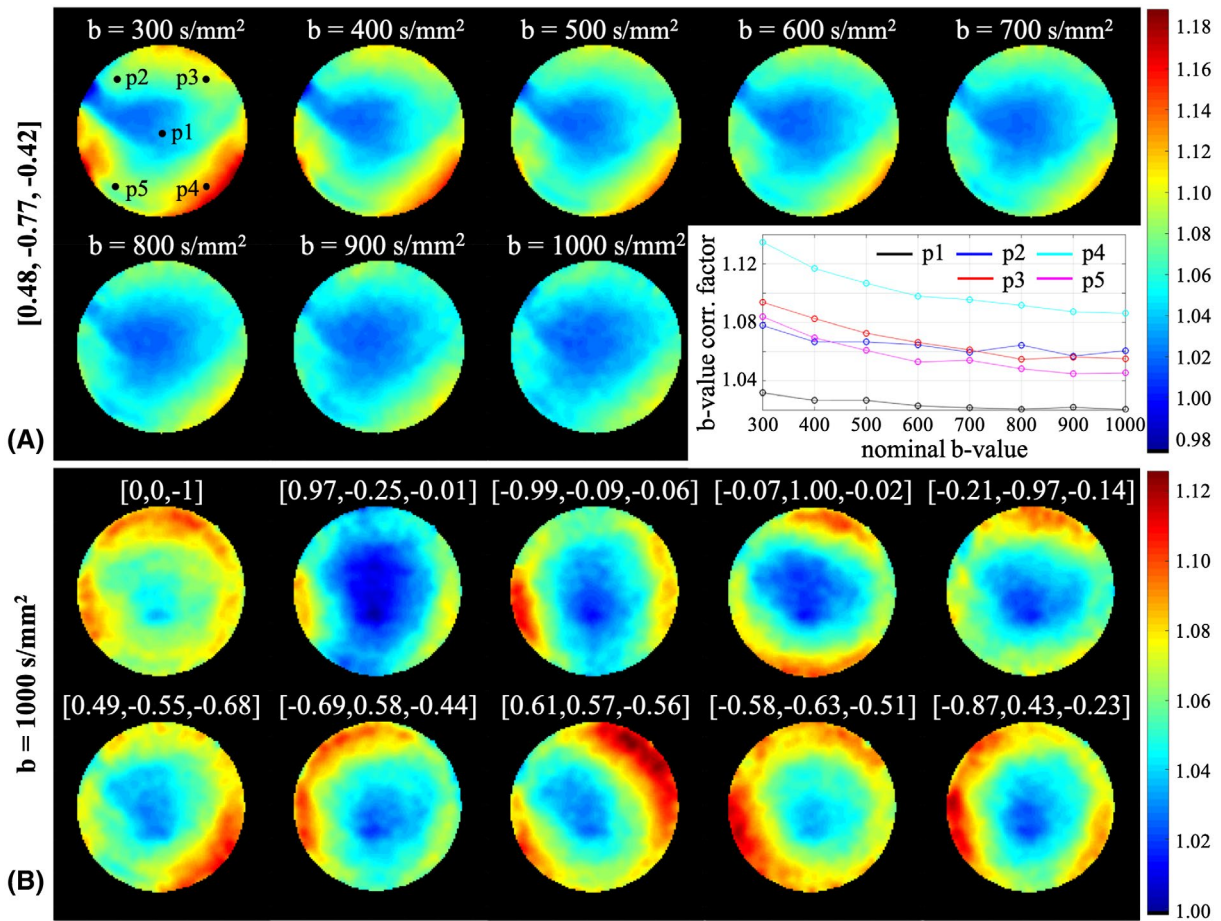 b = 300 s/mm²
b = 400 s/mm²
b = 500 s/mm²
b = 600 s/mm²
b = 700 s/mm²
p2
p3
p1
p5
p4
[0.48, -0.77, -0.42]
b = 800 s/mm²
b = 900 s/mm²
b = 1000 s/mm²
b-value corr. factor
1.12
1.08
1.04
p1
p2
p4
p3
p5
300 400 500 600 700 800 900 1000
nominal b-value
1.18
1.16
1.14
1.12
1.10
1.08
1.06
1.04
1.02
1.00
0.98
(A)
[0,0,-1]
[0.97,-0.25,-0.01]
[-0.99,-0.09,-0.06]
[-0.07,1.00,-0.02]
[-0.21,-0.97,-0.14]
b = 1000 s/mm²
[0.49,-0.55,-0.68]
[-0.69,0.58,-0.44]
[0.61,0.57,-0.56]
[-0.58,-0.63,-0.51]
[-0.87,0.43,-0.23]
1.12
1.10
1.08
1.06
1.04
1.02
1.00
(B)